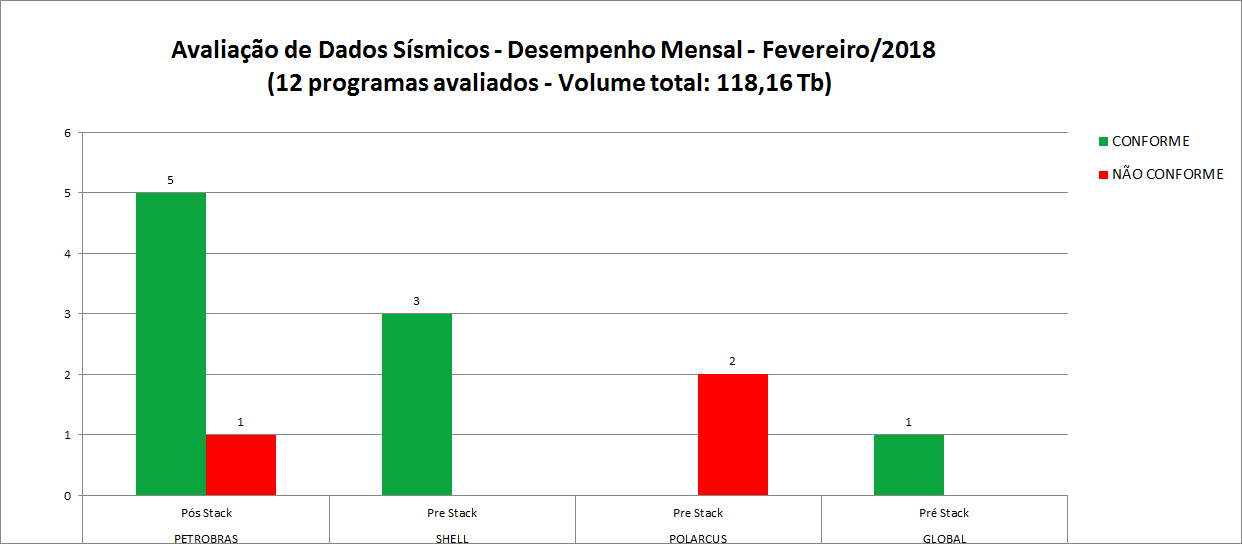 Avaliação de Dados Sísmicos - Desempenho Mensal - Fevereiro/2018
(12 programas avaliados - Volume total: 118,16 Tb)
6
5
4
3
2
1
0
5
1
3
2
1
CONFORME
NÃO CONFORME
Pós Stack
Pre Stack
Pre Stack
Pré Stack
PETROBRAS
SHELL
POLARCUS
GLOBAL